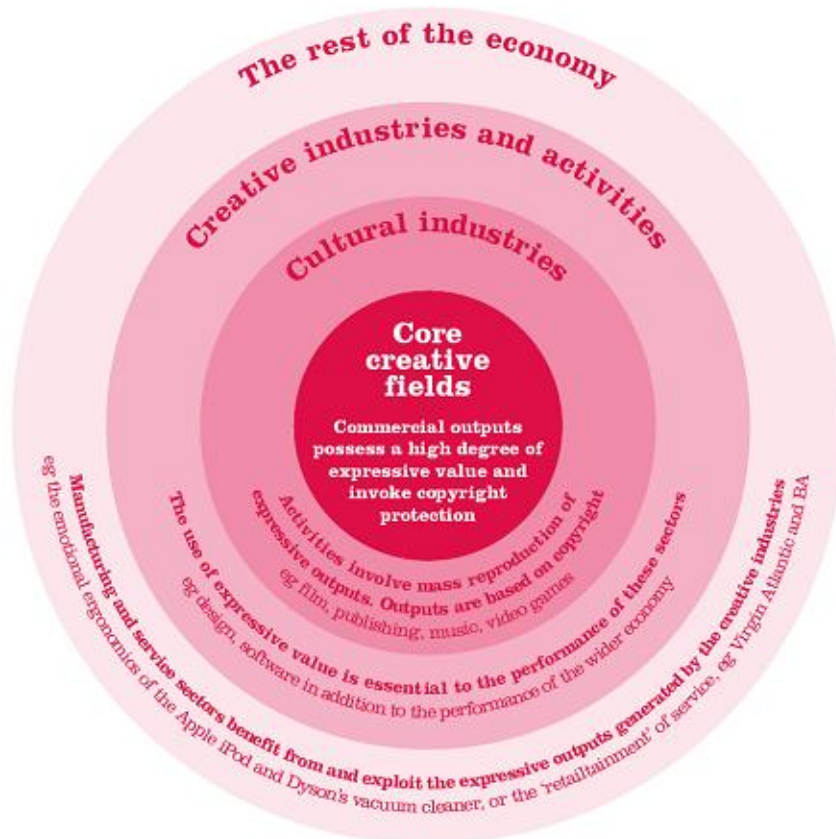 The rest of the economy
Creative industries and activities
Cultural industries
Core
creative
fields
Commercial outputs
possess a high degree of
expressive value and
invoke copyright
protection
Activities involve mass reproduction of
expressive outputs. Outputs are based on copyright
eg film, publishing, music, video games
The use of expressive value is essential to the performance of these sectors
eg design, software in addition to the performance of the wider economy
Manufacturing and service sectors benefit from and exploit the expressive outputs generated by the creative industries
eg the emotional ergonomics of the Apple iPod and Dyson's vacuum cleaner, or the 'retailtainment' of service, eg Virgin Atlantic and BA